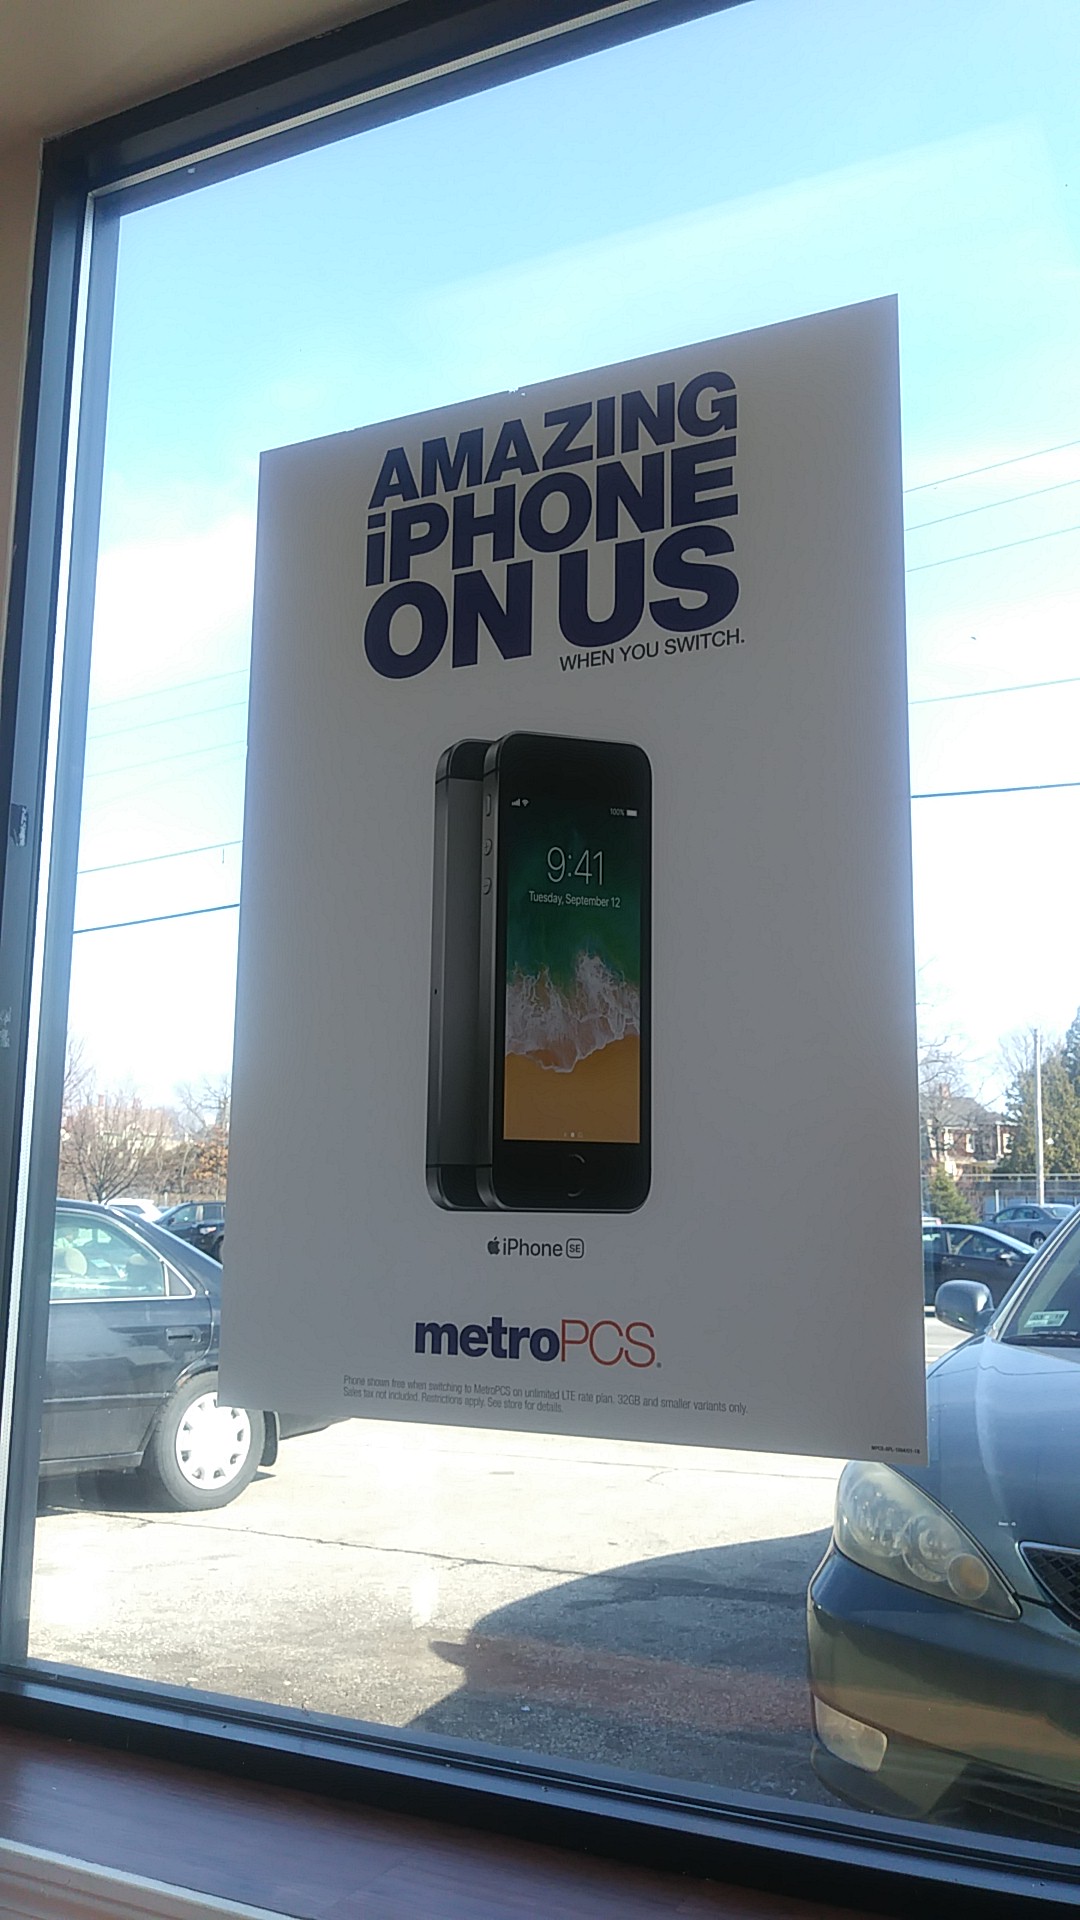 AMAZING
iPHONE
ON US
WHEN YOU SWITCH.
100%
9:41
Tuesday, September 12
iPhone SE
metroPCS.
Phone shown free when switching to MetroPCS on unlimited LTE rate plan. 32GB and smaller variants only.
Sales tax not included. Restrictions apply. See store for details.